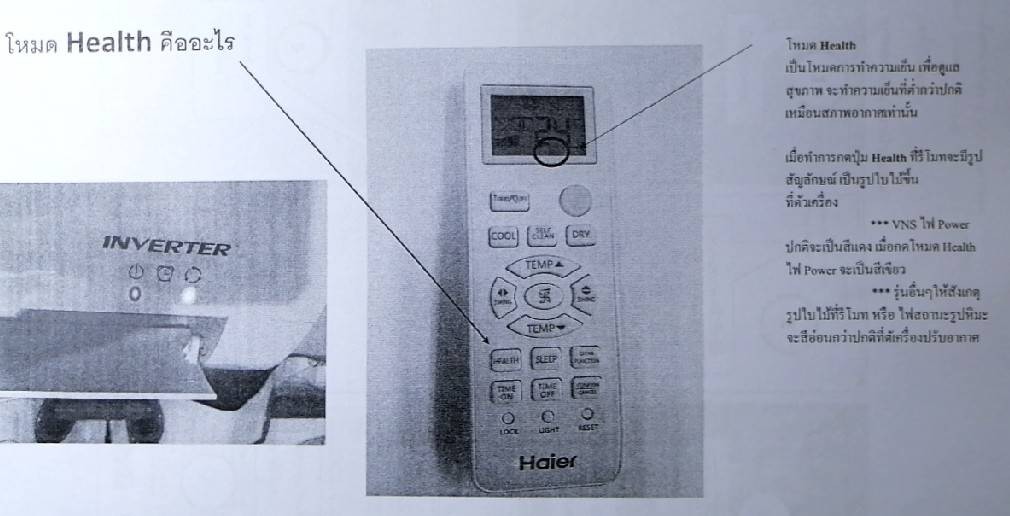 โหมด Health คืออะไร
INVERTER
COOL
SELF CLEAN
DRY
TEMP▲
SWING
SWING
TEMP▼
HEALTH
SLEEP
EXTRA FUNCTION
TIME ON
TIME OFF
LOCK
LIGHT
RESET
Haier
โหมด Health
เป็นโหมดการทำความเย็น เพื่อดูแล
สุขภาพ จะทำความเย็นที่ต่ำกว่าปกติ
เหมือนสภาพอากาศเท่านั้น
เมื่อทำการกดปุ่ม Health ที่รีโมทจะมีรูป
สัญลักษณ์ เป็นรูปใบไม้ขึ้น
ที่ตัวเครื่อง
*** VNS ไฟ Power
ปกติจะเป็นสีแดง เมื่อกดโหมด Health
ไฟ Power จะเป็นสีเขียว
*** รุ่นอื่นๆให้สังเกตุ
รูปใบไม้ที่รีโมท หรือ ไฟสถานะรูปหิมะ
จะสีอ่อนกว่าปกติที่ตัเครื่องปรับอากาศ